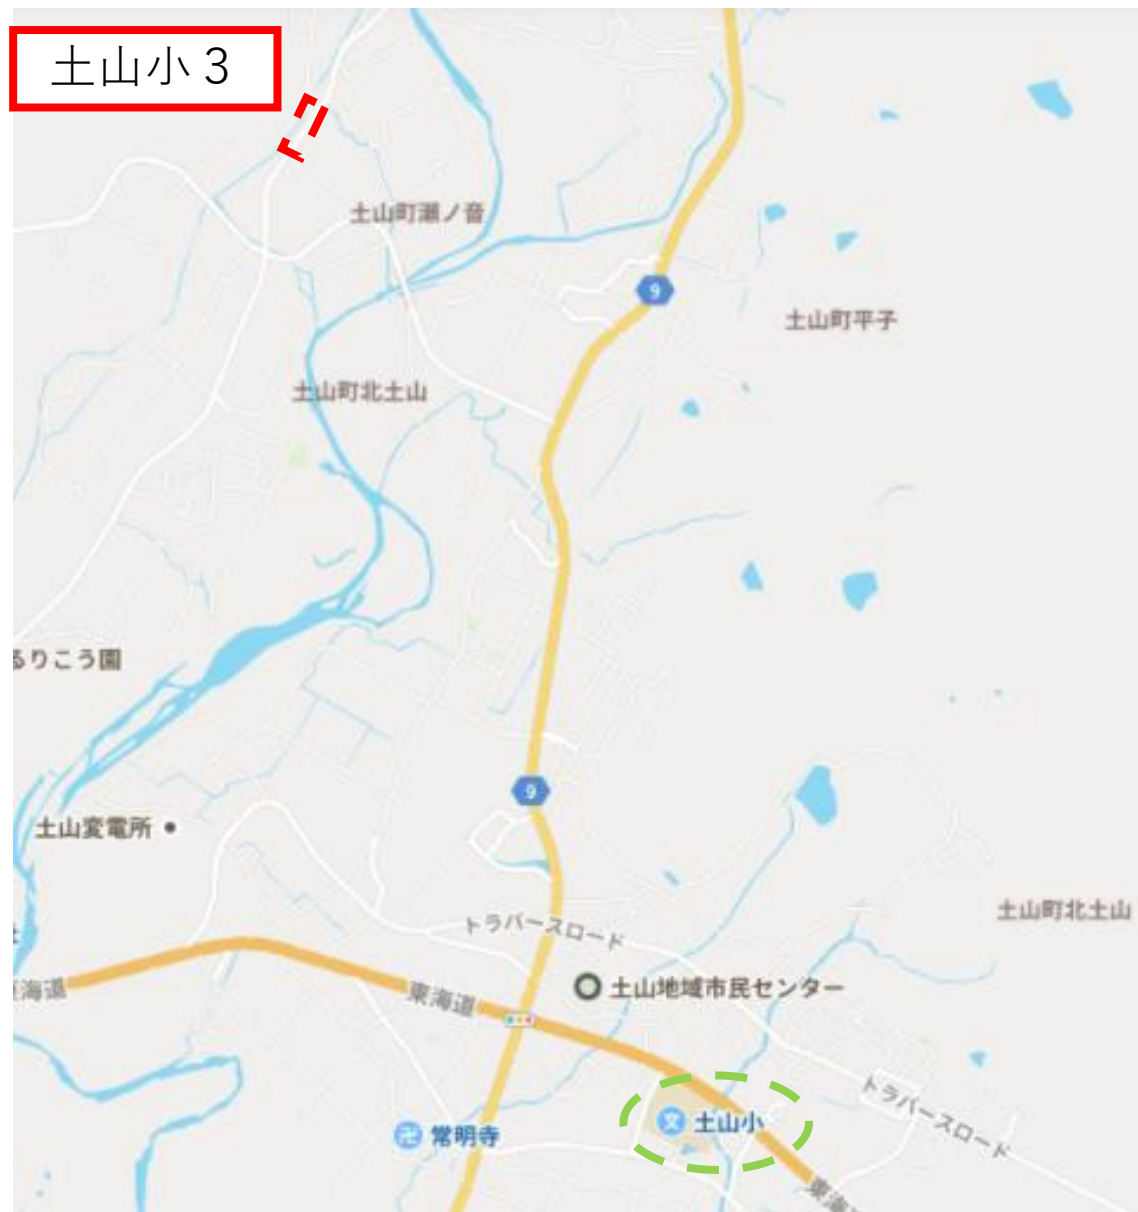 土山小３
土山町瀬ノ音
9
土山町平子
土山町北土山
るりこう園
9
土山変電所
土山町北土山
トラバースロード
東海道
土山地域市民センター
海道
トラバースロード
土山小
常明寺
東海